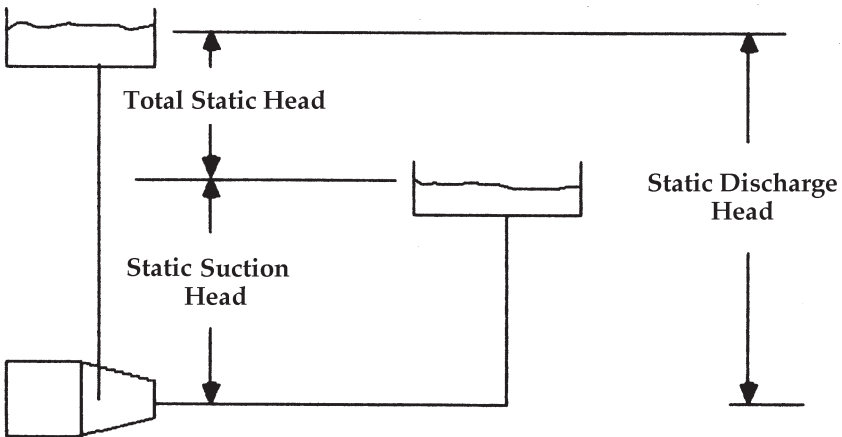 Total Static Head
Static Suction
Head
Static Discharge
Head